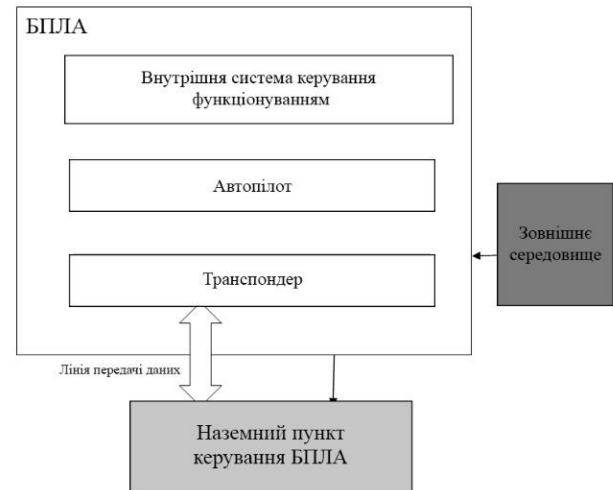 БПЛА
Внутрішня система керування
функціонуванням
Автопілот
Зовнішнє
середовище
Транспондер
Лінія передачі даних
Наземний пункт
керування БПЛА